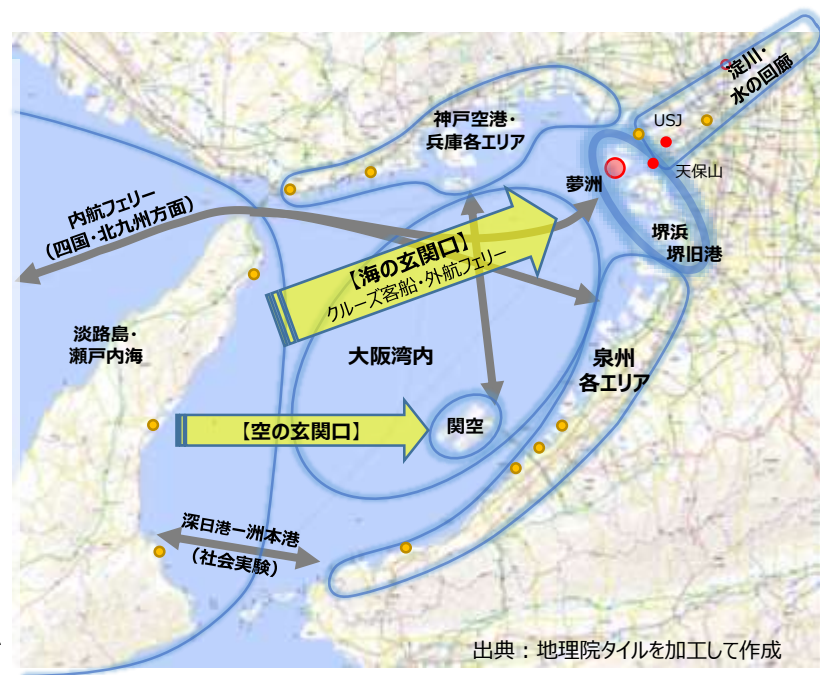 淀川・
水の回廊
神戸空港・
兵庫各エリア
USJ
天保山
夢洲
内航フェリー
（四国・北九州方面）
堺浜
堺旧港
【海の玄関口】
クルーズ客船・外航フェリー
淡路島・
瀬戸内海
大阪湾内
泉州
各エリア
【空の玄関口】
関空
深日港ー洲本港
（社会実験）
出典：地理院タイルを加工して作成